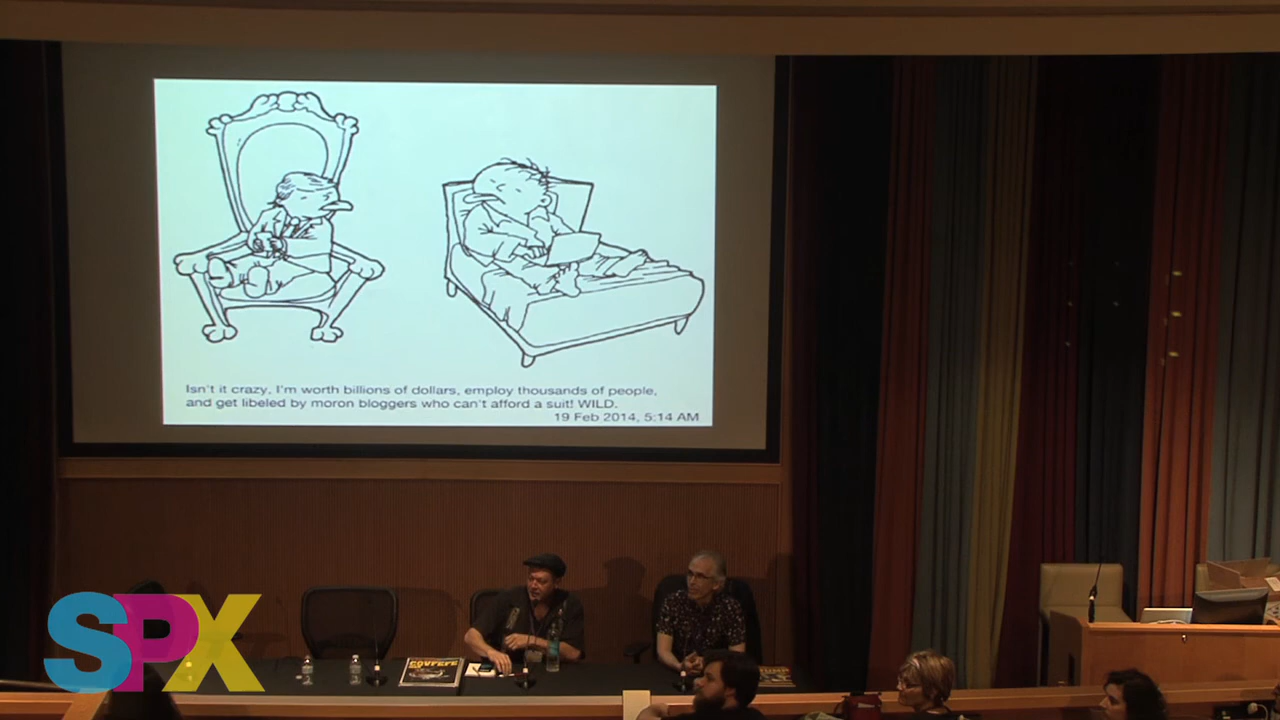 Isn't it crazy, I'm worth billions of dollars, employ thousands of people,
and get libeled by moron bloggers who can't afford a suit! WILD.
19 Feb 2014, 5:14 AM
COVFEFE
SPX